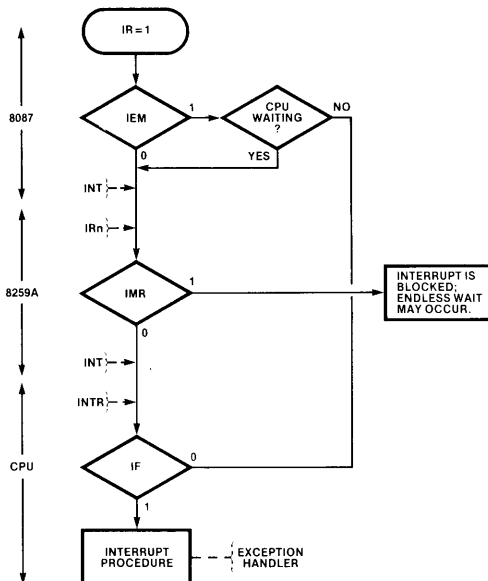 IR = 1
8087
IEM
1
CPU
WAITING
?
NO
0
YES
INT
IRn
8259A
IMR
1
INTERRUPT IS
BLOCKED;
ENDLESS WAIT
MAY OCCUR.
0
INT
INTR
CPU
IF
0
1
INTERRUPT
PROCEDURE
EXCEPTION
HANDLER